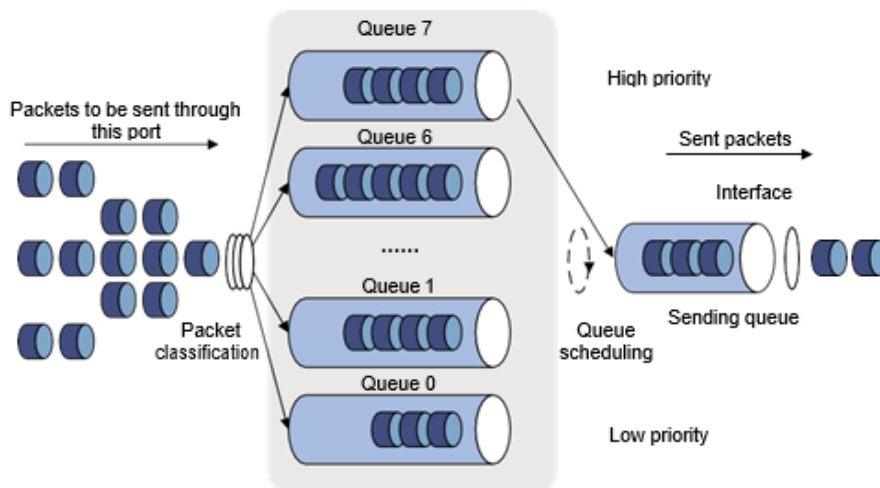 Queue 7
Hiqh priority
Packets to be sent through
this port
Queue 6
Sent packets
Interface
......
Queue 1
Packet
classification
Queue
scheduling
Sending queue
Queue 0
Low priority